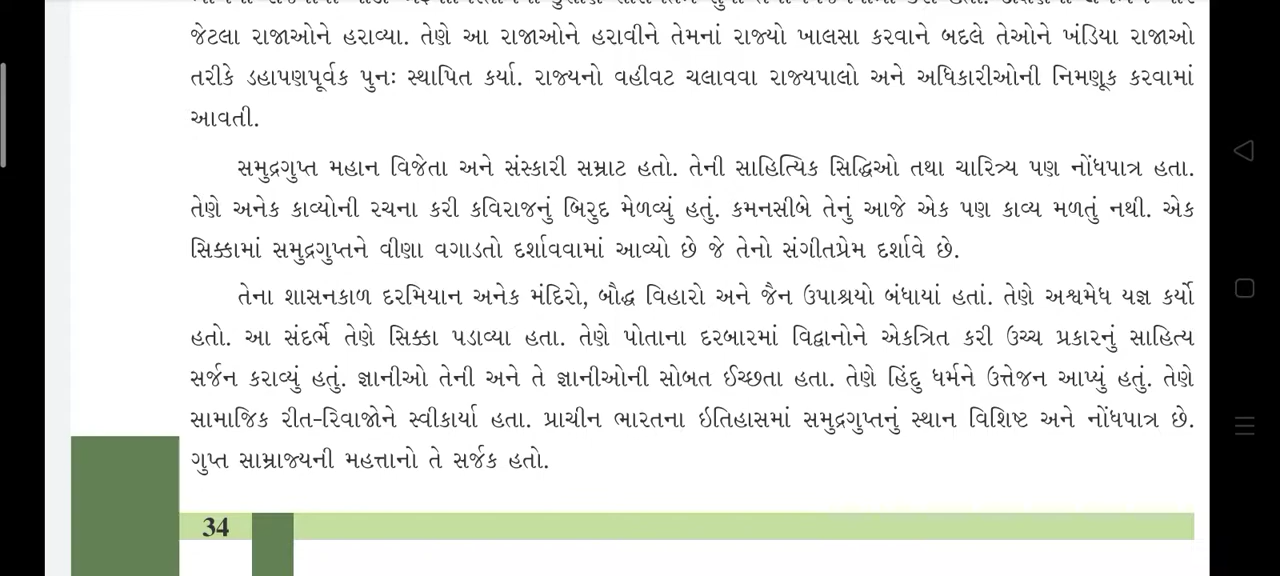 જેટલા રાજાઓને હરાવ્યા. તેણે આ રાજાઓને હરાવીને તેમનાં રાજ્યો ખાલસા કરવાને બદલે તેઓને ખંડિયા રાજાઓ
તરીકે ડહાપણપૂર્વક પુનઃ સ્થાપિત કર્યા. રાજ્યનો વહીવટ ચલાવવા રાજ્યપાલો અને અધિકારીઓની નિમણૂક કરવામાં
આવતી.
સમુદ્રગુપ્ત મહાન વિજેતા અને સંસ્કારી સમ્રાટ હતો. તેની સાહિત્યિક સિદ્ધિઓ તથા ચારિત્ર્ય પણ નોંધપાત્ર હતા.
તેણે અનેક કાવ્યોની રચના કરી કવિરાજનું બિરુદ મેળવ્યું હતું. કમનસીબે તેનું આજે એક પણ કાવ્ય મળતું નથી. એક
સિક્કામાં સમુદ્રગુપ્તને વીણા વગાડતો દર્શાવવામાં આવ્યો છે જે તેનો સંગીતપ્રેમ દર્શાવે છે.
તેના શાસનકાળ દરમિયાન અનેક મંદિરો, બૌદ્ધ વિહારો અને જૈન ઉપાશ્રયો બંધાયાં હતાં. તેણે અશ્વમેધ યજ્ઞ કર્યો
હતો. આ સંદર્ભે તેણે સિક્કા પડાવ્યા હતા. તેણે પોતાના દરબારમાં વિદ્વાનોને એકત્રિત કરી ઉચ્ચ પ્રકારનું સાહિત્ય
સર્જન કરાવ્યું હતું. જ્ઞાનીઓ તેની અને તે જ્ઞાનીઓની સોબત ઈચ્છતા હતા. તેણે હિંદુ ધર્મને ઉત્તેજન આપ્યું હતું. તેણે
સામાજિક રીત-રિવાજોને સ્વીકાર્યા હતા. પ્રાચીન ભારતના ઇતિહાસમાં સમુદ્રગુપ્તનું સ્થાન વિશિષ્ટ અને નોંધપાત્ર છે.
ગુપ્ત સામ્રાજ્યની મહત્તાનો તે સર્જક હતો.
34